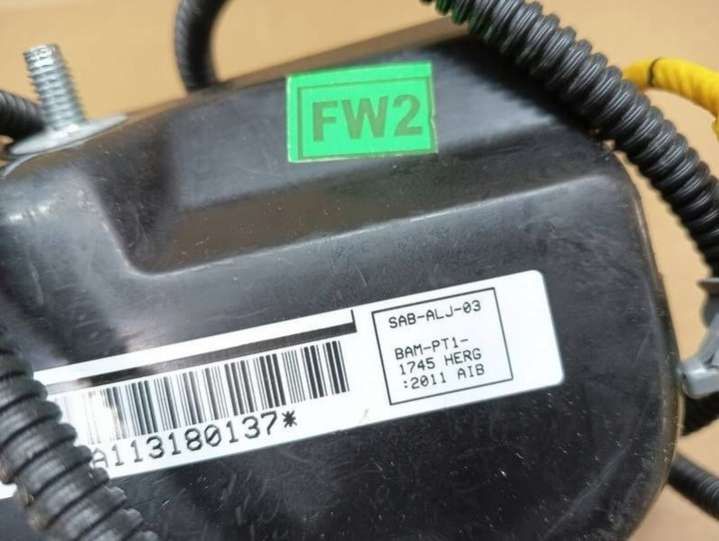 FW2
SAB-ALJ-03
BAM-PT1-
1745 HERG
:2011 AIB
A113180137*